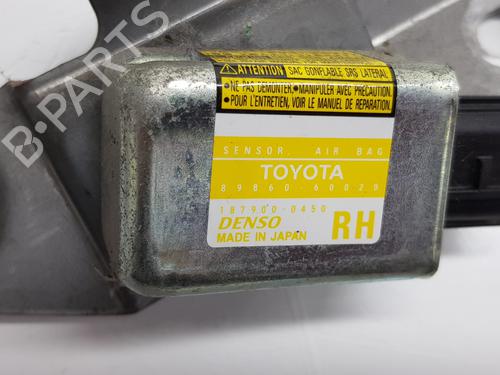 ATTENTION SAC GONFLABLE SRS LATERAL
•NE PAS DEMONTER. •MANIPULER AVEC PRECAUTION.
•POUR L'ENTRETIEN, VOIR LE MANUEL DE REPARATION.
SENSOR, AIR BAG
TOYOTA
89860-60020
187900-0450
DENSO
MADE IN JAPAN
RH
B-PARTS